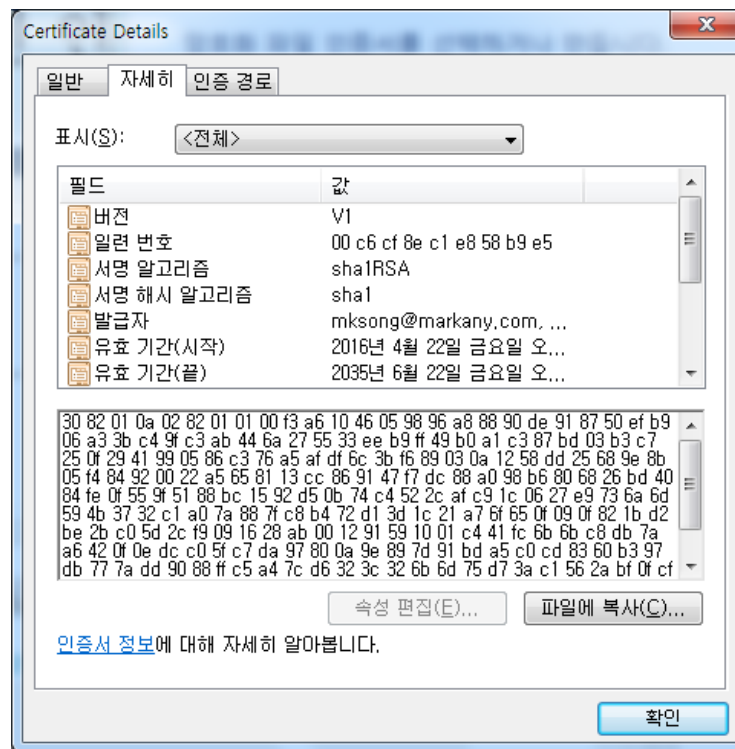 Certificate Details
일반 자세히 인증 경로
표시(S): <전체>
필드 값
버전 V1
일련 번호 00 c6 cf 8e c1 e8 58 b9 e5
서명 알고리즘 sha1RSA
서명 해시 알고리즘 sha1
발급자 mksong@markany.com, ...
유효 기간(시작) 2016년 4월 22일 금요일 오...
유효 기간(끝) 2035년 6월 22일 금요일 오...
30 82 01 0a 02 82 01 01 00 f3 a6 10 46 05 98 96 a8 88 90 de 91 87 50 ef b9
06 a3 3b c4 9f c3 ab 44 6a 27 55 33 ee b9 ff 49 b0 a1 c3 87 bd 03 b3 c7
25 0f 29 41 99 05 86 c3 76 a5 af df 6c 3b f6 89 03 0a 12 58 dd 25 68 9e 8b
05 f4 84 92 00 22 a5 65 81 13 cc 86 91 47 f7 dc 88 a0 98 b6 80 68 26 bd 40
84 fe 0f 55 9f 51 88 bc 15 92 d5 0b 74 c4 52 2c af c9 1c 06 27 e9 73 6a 6d
59 4b 37 32 c1 a0 7a 88 7f c8 b4 72 d1 3d 1c 21 a7 6f 65 0f 09 0f 82 1b d2
be 2b c0 5d 2c f9 09 16 28 ab 00 12 91 59 10 01 c4 41 fc 6b 6b c8 db 7a
a6 42 0f 0e dc c0 5f c7 da 97 80 0a 9e 89 7d 91 bd a5 c0 cd 83 60 b3 97
db 77 7a dd 90 88 ff c5 a4 7c d6 32 3c 32 6b 6d 75 d7 3a c1 56 2a bf 0f cf
속성 편집(E)... 파일에 복사(C)...
인증서 정보에 대해 자세히 알아봅니다.
확인